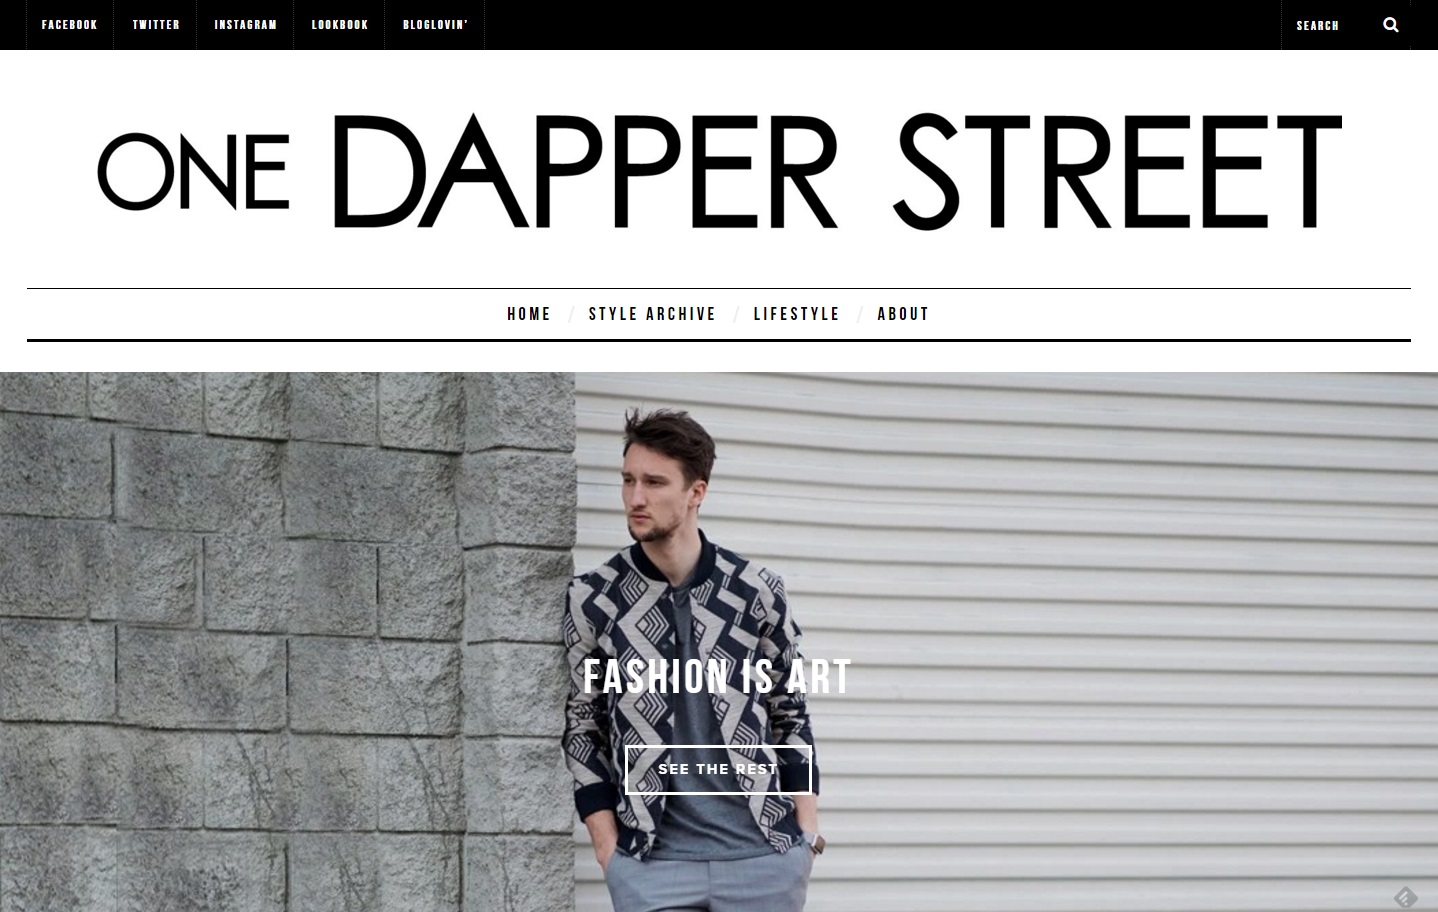 FACEBOOK TWITTER INSTAGRAM LOOKBOOK BLOGLOVIN' SEARCH
ONE DAPPER STREET
HOME / STYLE ARCHIVE / LIFESTYLE / ABOUT
FASHION IS ART
SEE THE REST